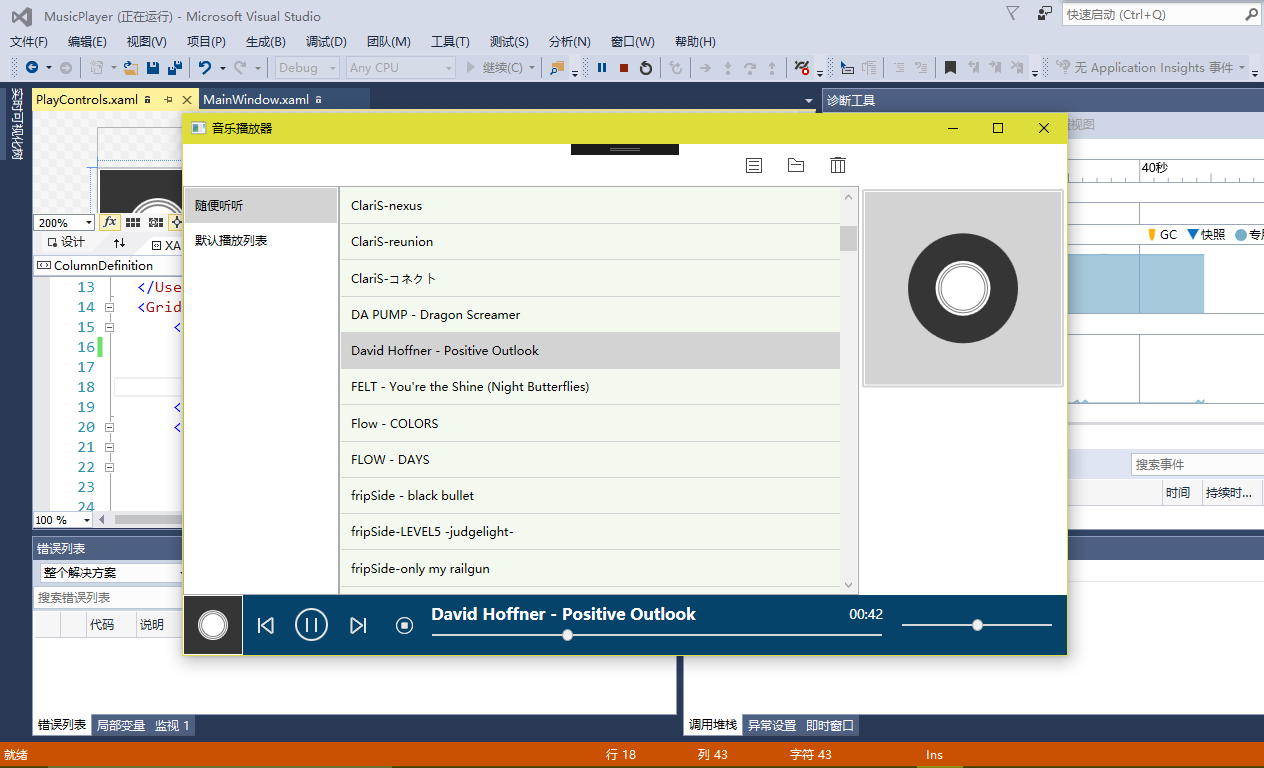 MusicPlayer (正在运行) - Microsoft Visual Studio
快速启动 (Ctrl+Q)
文件(F) 编辑(E) 视图(V) 项目(P) 生成(B) 调试(D) 团队(M) 工具(T) 测试(S) 分析(N) 窗口(W) 帮助(H)
Debug Any CPU 继续(C) 无 Application Insights 事件
实时可视化树
PlayControls.xaml MainWindow.xaml
诊断工具
音乐播放器
视图
40秒
随便听听
默认播放列表
ClariS-nexus
ClariS-reunion
ClariS-コネクト
DA PUMP - Dragon Screamer
David Hoffner - Positive Outlook
FELT - You're the Shine (Night Butterflies)
Flow - COLORS
FLOW - DAYS
fripSide - black bullet
fripSide-LEVEL5 -judgelight-
fripSide-only my railgun
200% fx
设计 XA
ColumnDefinition
13 </Use
14 <Grid
15 <
16
17
18
19 <
20 <
21
22
23
24
100 %
GC 快照 专用
搜索事件
时间 持续时...
David Hoffner - Positive Outlook 00:42
错误列表
整个解决方案
搜索错误列表
代码 说明
错误列表 局部变量 监视 1
调用堆栈 异常设置 即时窗口
就绪 行 18 列 43 字符 43 Ins